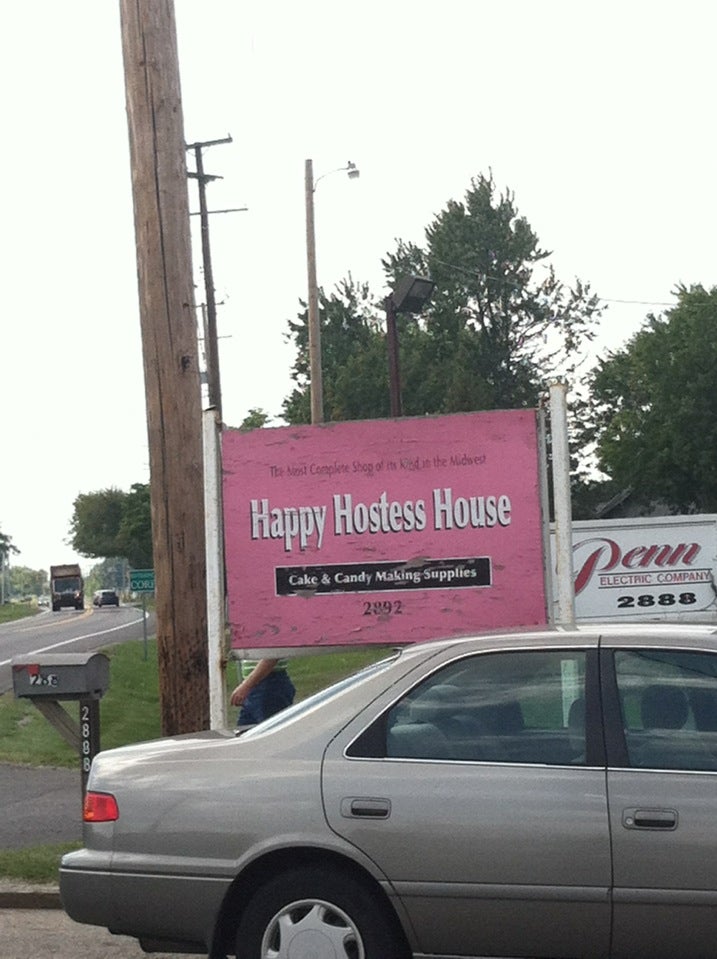 The Most Complete Shop of its Kind in the Midwest
Happy Hostess House
Cake & Candy Making Supplies
2892
Penn
ELECTRIC COMPANY
2888
288
2888